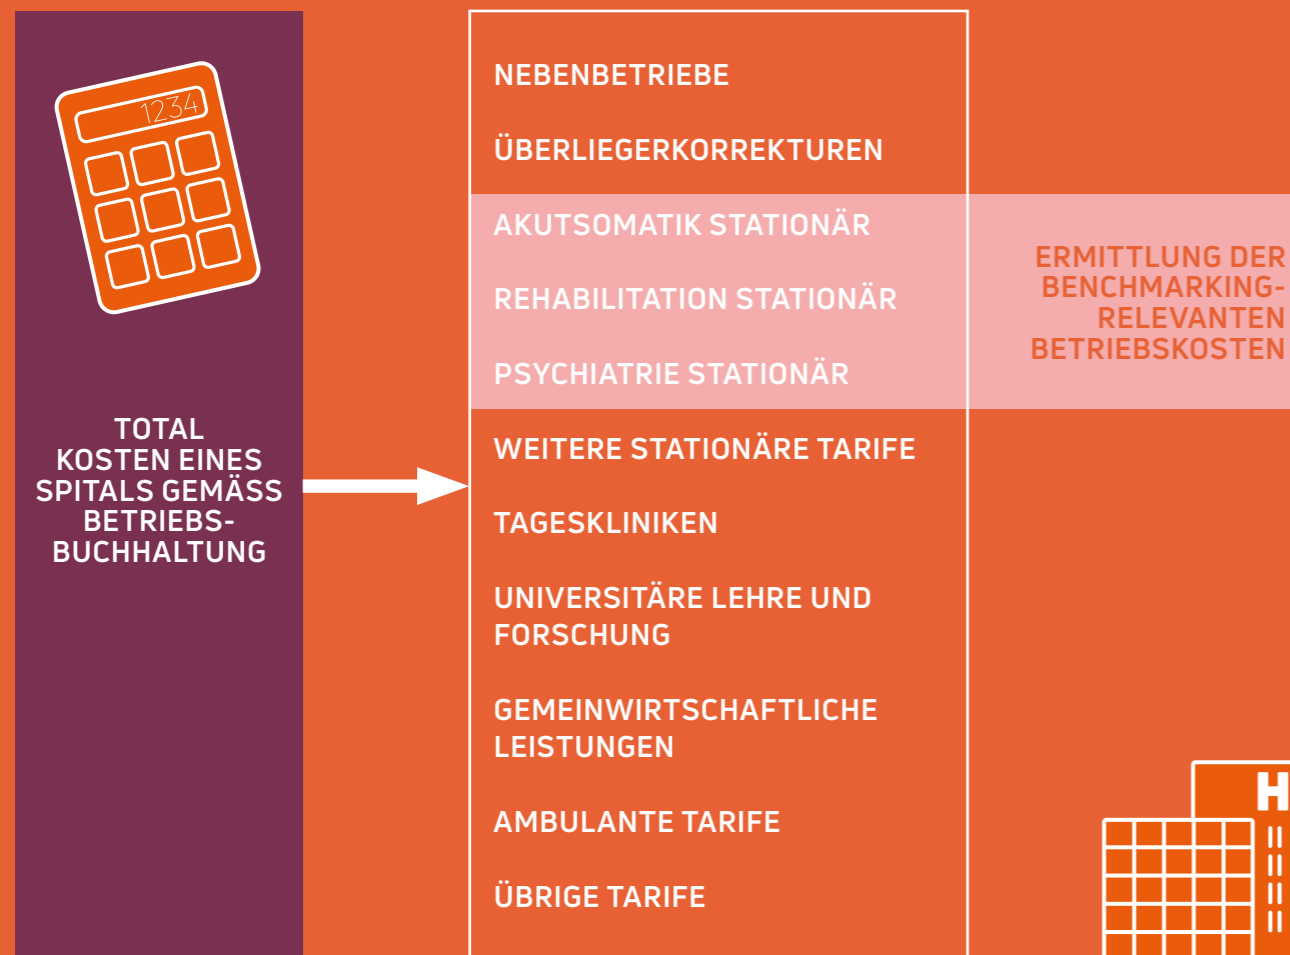 1234
TOTAL
KOSTEN EINES
SPITALS GEMÄSS
BETRIEBS-
BUCHHALTUNG
NEBENBETRIEBE
ÜBERLIEGERKORREKTUREN
AKUTSOMATIK STATIONÄR
REHABILITATION STATIONÄR
PSYCHIATRIE STATIONÄR
WEITERE STATIONÄRE TARIFE
TAGESKLINIKEN
UNIVERSITÄRE LEHRE UND
FORSCHUNG
GEMEINWIRTSCHAFTLICHE
LEISTUNGEN
AMBULANTE TARIFE
ÜBRIGE TARIFE
ERMITTLUNG DER
BENCHMARKING-
RELEVANTEN
BETRIEBSKOSTEN
H